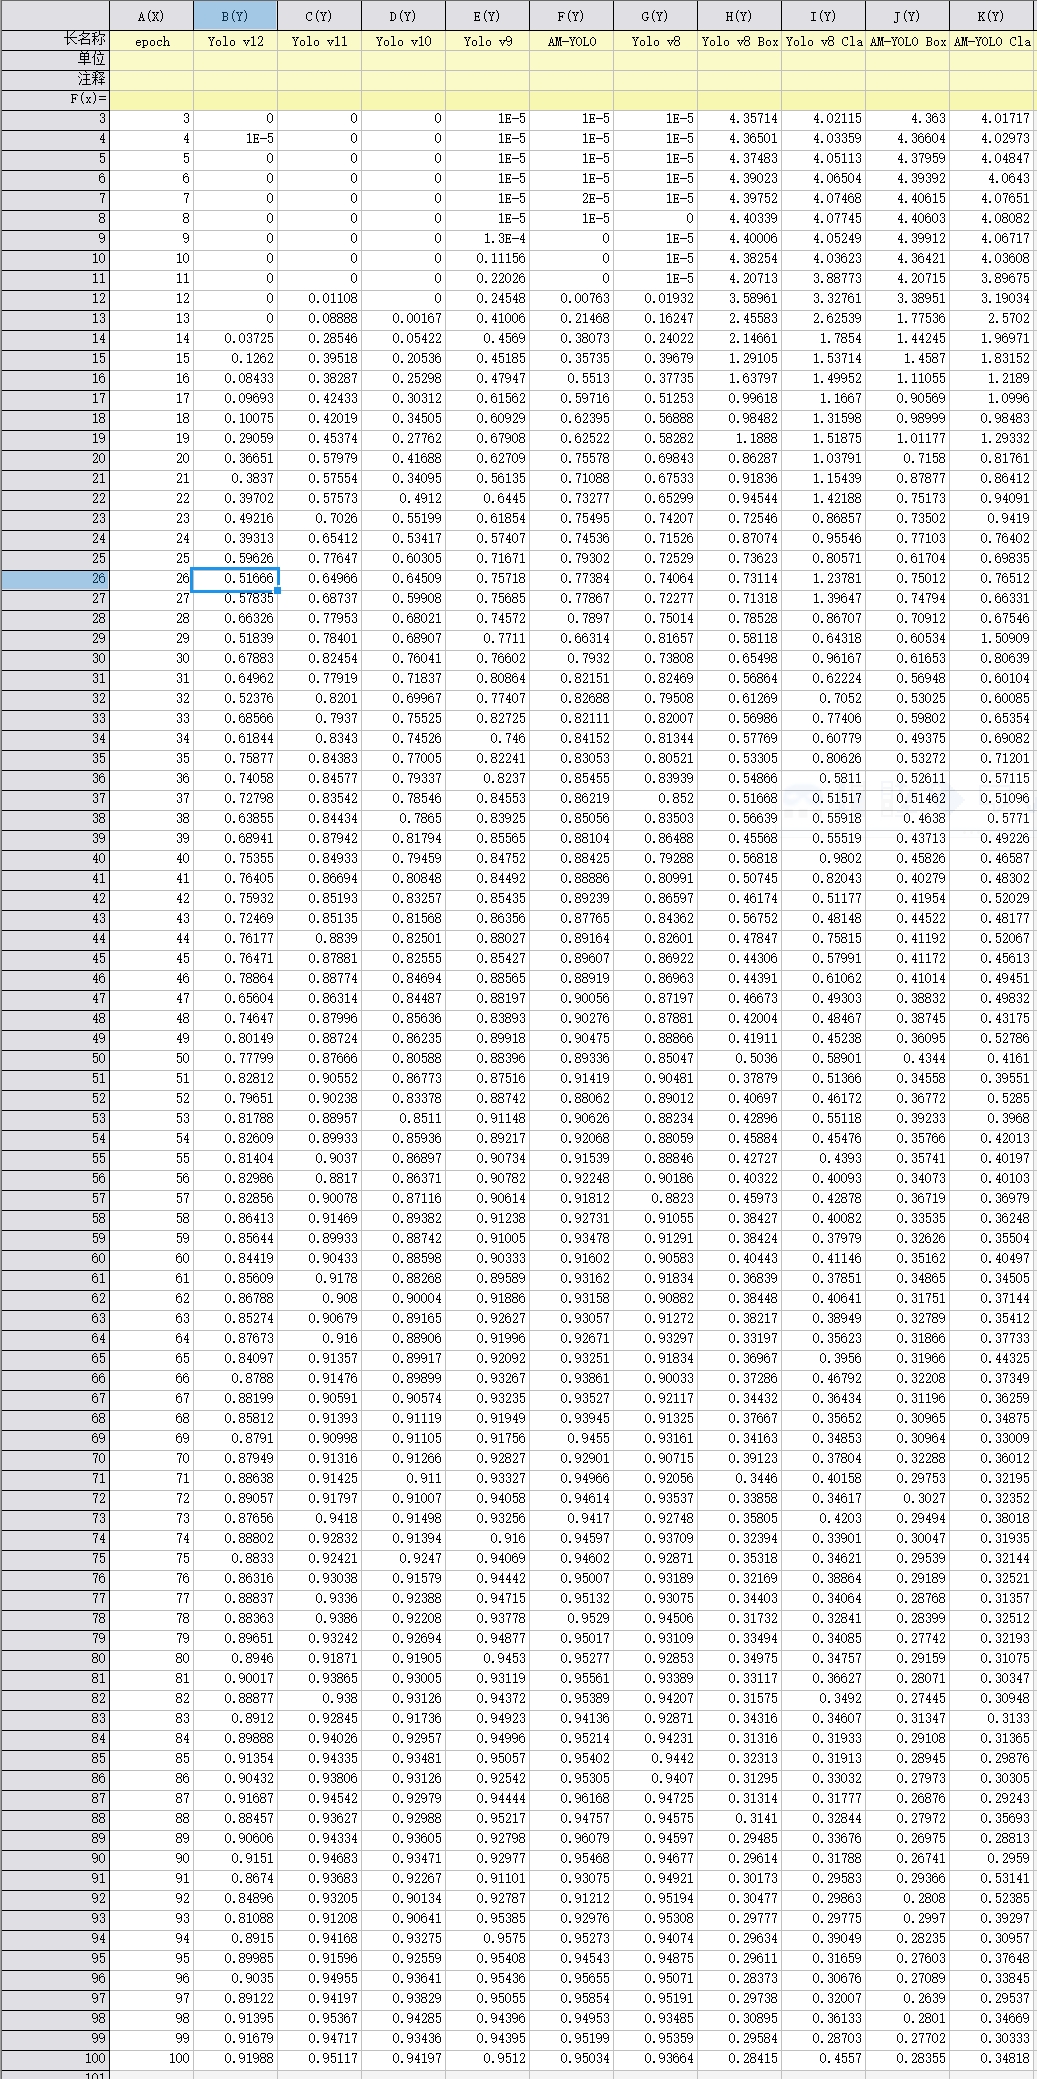 A(X) B(Y) C(Y) D(Y) E(Y) F(Y) G(Y) H(Y) I(Y) J(Y) K(Y)
长名称 epoch Yolo v12 Yolo v11 Yolo v10 Yolo v9 AM-YOLO Yolo v8 Yolo v8 Box Yolo v8 Cla AM-YOLO Box AM-YOLO Cla
单位
注释
F(x)=
3 3 0 0 0 1E-5 1E-5 1E-5 4.35714 4.02115 4.363 4.01717
4 4 1E-5 0 0 1E-5 1E-5 1E-5 4.36501 4.03359 4.36604 4.02973
5 5 0 0 0 1E-5 1E-5 1E-5 4.37483 4.05113 4.37959 4.04847
6 6 0 0 0 1E-5 1E-5 1E-5 4.39023 4.06504 4.39392 4.0643
7 7 0 0 0 1E-5 2E-5 1E-5 4.39752 4.07468 4.40615 4.07651
8 8 0 0 0 1E-5 1E-5 0 4.40339 4.07745 4.40603 4.08082
9 9 0 0 0 1.3E-4 0 1E-5 4.40006 4.05249 4.39912 4.06717
10 10 0 0 0 0.11156 0 1E-5 4.38254 4.03623 4.36421 4.03608
11 11 0 0 0 0.22026 0 1E-5 4.20713 3.88773 4.20715 3.89675
12 12 0 0.01108 0 0.24548 0.00763 0.01932 3.58961 3.32761 3.38951 3.19034
13 13 0 0.08888 0.00167 0.41006 0.21468 0.16247 2.45583 2.62539 1.77536 2.5702
14 14 0.03725 0.28546 0.05422 0.4569 0.38073 0.24022 2.14661 1.7854 1.44245 1.96971
15 15 0.1262 0.39518 0.20536 0.45185 0.35735 0.39679 1.29105 1.53714 1.4587 1.83152
16 16 0.08433 0.38287 0.25298 0.47947 0.5513 0.37735 1.63797 1.49952 1.11055 1.2189
17 17 0.09693 0.42433 0.30312 0.61562 0.59716 0.51253 0.99618 1.1667 0.90569 1.0996
18 18 0.10075 0.42019 0.34505 0.60929 0.62395 0.56888 0.98482 1.31598 0.98999 0.98483
19 19 0.29059 0.45374 0.27762 0.67908 0.62522 0.58282 1.1888 1.51875 1.01177 1.29332
20 20 0.36651 0.57979 0.41688 0.62709 0.75578 0.69843 0.86287 1.03791 0.7158 0.81761
21 21 0.3837 0.57554 0.34095 0.56135 0.71088 0.67533 0.91836 1.15439 0.87877 0.86412
22 22 0.39702 0.57573 0.4912 0.6445 0.73277 0.65299 0.94544 1.42188 0.75173 0.94091
23 23 0.49216 0.7026 0.55199 0.61854 0.75495 0.74207 0.72546 0.86857 0.73502 0.9419
24 24 0.39313 0.65412 0.53417 0.57407 0.74536 0.71526 0.87074 0.95546 0.77103 0.76402
25 25 0.59626 0.77647 0.60305 0.71671 0.79302 0.72529 0.73623 0.80571 0.61704 0.69835
26 26 0.51666 0.64966 0.64509 0.75718 0.77384 0.74064 0.73114 1.23781 0.75012 0.76512
27 27 0.57835 0.68737 0.59908 0.75685 0.77867 0.72277 0.71318 1.39647 0.74794 0.66331
28 28 0.66326 0.77953 0.68021 0.74572 0.7897 0.75014 0.78528 0.86707 0.70912 0.67546
29 29 0.51839 0.78401 0.68907 0.7711 0.66314 0.81657 0.58118 0.64318 0.60534 1.50909
30 30 0.67883 0.82454 0.76041 0.76602 0.7932 0.73808 0.65498 0.96167 0.61653 0.80639
31 31 0.64962 0.77919 0.71837 0.80864 0.82151 0.82469 0.56864 0.62224 0.56948 0.60104
32 32 0.52376 0.8201 0.69967 0.77407 0.82688 0.79508 0.61269 0.7052 0.53025 0.60085
33 33 0.68566 0.7937 0.75525 0.82725 0.82111 0.82007 0.56986 0.77406 0.59802 0.65354
34 34 0.61844 0.8343 0.74526 0.746 0.84152 0.81344 0.57769 0.60779 0.49375 0.69082
35 35 0.75877 0.84383 0.77005 0.82241 0.83053 0.80521 0.53305 0.80626 0.53272 0.71201
36 36 0.74058 0.84577 0.79337 0.8237 0.85455 0.83939 0.54866 0.5811 0.52611 0.57115
37 37 0.72798 0.83542 0.78546 0.84553 0.86219 0.852 0.51668 0.51517 0.51462 0.51096
38 38 0.63855 0.84434 0.7865 0.83925 0.85056 0.83503 0.56639 0.55918 0.4638 0.5771
39 39 0.68941 0.87942 0.81794 0.85565 0.88104 0.86488 0.45568 0.55519 0.43713 0.49226
40 40 0.75355 0.84933 0.79459 0.84752 0.88425 0.79288 0.56818 0.9802 0.45826 0.46587
41 41 0.76405 0.86694 0.80848 0.84492 0.88886 0.80991 0.50745 0.82043 0.40279 0.48302
42 42 0.75932 0.85193 0.83257 0.85435 0.89239 0.86597 0.46174 0.51177 0.41954 0.52029
43 43 0.72469 0.85135 0.81568 0.86356 0.87765 0.84362 0.56752 0.48148 0.44522 0.48177
44 44 0.76177 0.8839 0.82501 0.88027 0.89164 0.82601 0.47847 0.75815 0.41192 0.52067
45 45 0.76471 0.87881 0.82555 0.85427 0.89607 0.86922 0.44306 0.57991 0.41172 0.45613
46 46 0.78864 0.88774 0.84694 0.88565 0.88919 0.86963 0.44391 0.61062 0.41014 0.49451
47 47 0.65604 0.86314 0.84487 0.88197 0.90056 0.87197 0.46673 0.49303 0.38832 0.49832
48 48 0.74647 0.87996 0.85636 0.83893 0.90276 0.87881 0.42004 0.48467 0.38745 0.43175
49 49 0.80149 0.88724 0.86235 0.89918 0.90475 0.88866 0.41911 0.45238 0.36095 0.52786
50 50 0.77799 0.87666 0.80588 0.88396 0.89336 0.85047 0.5036 0.58901 0.4344 0.4161
51 51 0.82812 0.90552 0.86773 0.87516 0.91419 0.90481 0.37879 0.51366 0.34558 0.39551
52 52 0.79651 0.90238 0.83378 0.88742 0.88062 0.89012 0.40697 0.46172 0.36772 0.5285
53 53 0.81788 0.88957 0.8511 0.91148 0.90626 0.88234 0.42896 0.55118 0.39233 0.3968
54 54 0.82609 0.89933 0.85936 0.89217 0.92068 0.88059 0.45884 0.45476 0.35766 0.42013
55 55 0.81404 0.9037 0.86897 0.90734 0.91539 0.88846 0.42727 0.4393 0.35741 0.40197
56 56 0.82986 0.8817 0.86371 0.90782 0.92248 0.90186 0.40322 0.40093 0.34073 0.40103
57 57 0.82856 0.90078 0.87116 0.90614 0.91812 0.8823 0.45973 0.42878 0.36719 0.36979
58 58 0.86413 0.91469 0.89382 0.91238 0.92731 0.91055 0.38427 0.40082 0.33535 0.36248
59 59 0.85644 0.89933 0.88742 0.91005 0.93478 0.91291 0.38424 0.37979 0.32626 0.35504
60 60 0.84419 0.90433 0.88598 0.90333 0.91602 0.90583 0.40443 0.41146 0.35162 0.40497
61 61 0.85609 0.9178 0.88268 0.89589 0.93162 0.91834 0.36839 0.37851 0.34865 0.34505
62 62 0.86788 0.908 0.90004 0.91886 0.93158 0.90882 0.38448 0.40641 0.31751 0.37144
63 63 0.85274 0.90679 0.89165 0.92627 0.93057 0.91272 0.38217 0.38949 0.32789 0.35412
64 64 0.87673 0.916 0.88906 0.91996 0.92671 0.93297 0.33197 0.35623 0.31866 0.37733
65 65 0.84097 0.91357 0.89917 0.92092 0.93251 0.91834 0.36967 0.3956 0.31966 0.44325
66 66 0.8788 0.91476 0.89899 0.93267 0.93861 0.90033 0.37286 0.46792 0.32208 0.37349
67 67 0.88199 0.90591 0.90574 0.93235 0.93527 0.92117 0.34432 0.36434 0.31196 0.36259
68 68 0.85812 0.91393 0.91119 0.91949 0.93945 0.91325 0.37667 0.35652 0.30965 0.34875
69 69 0.8791 0.90998 0.91105 0.91756 0.9455 0.93161 0.34163 0.34853 0.30964 0.33009
70 70 0.87949 0.91316 0.91266 0.92827 0.92901 0.90715 0.39123 0.37804 0.32288 0.36012
71 71 0.88638 0.91425 0.911 0.93327 0.94966 0.92056 0.3446 0.40158 0.29753 0.32195
72 72 0.89057 0.91797 0.91007 0.94058 0.94614 0.93537 0.33858 0.34617 0.3027 0.32352
73 73 0.87656 0.9418 0.91498 0.93256 0.9417 0.92748 0.35805 0.4203 0.29494 0.38018
74 74 0.88802 0.92832 0.91394 0.916 0.94597 0.93709 0.32394 0.33901 0.30047 0.31935
75 75 0.8833 0.92421 0.9247 0.94069 0.94602 0.92871 0.35318 0.34621 0.29539 0.32144
76 76 0.86316 0.93038 0.91579 0.94442 0.95007 0.93189 0.32169 0.38864 0.29189 0.32521
77 77 0.88837 0.9336 0.92388 0.94715 0.95132 0.93075 0.34403 0.34064 0.28768 0.31357
78 78 0.88363 0.9386 0.92208 0.93778 0.9529 0.94506 0.31732 0.32841 0.28399 0.32512
79 79 0.89651 0.93242 0.92694 0.94877 0.95017 0.93109 0.33494 0.34085 0.27742 0.32193
80 80 0.8946 0.91871 0.91905 0.9453 0.95277 0.92853 0.34975 0.34757 0.29159 0.31075
81 81 0.90017 0.93865 0.93005 0.93119 0.95561 0.93389 0.33117 0.36627 0.28071 0.30347
82 82 0.88877 0.938 0.93126 0.94372 0.95389 0.94207 0.31575 0.3492 0.27445 0.30948
83 83 0.8912 0.92845 0.91736 0.94923 0.94136 0.92871 0.34316 0.34607 0.31347 0.3133
84 84 0.89888 0.94026 0.92957 0.94996 0.95214 0.94231 0.31316 0.31933 0.29108 0.31365
85 85 0.91354 0.94335 0.93481 0.95057 0.95402 0.9442 0.32313 0.31913 0.28945 0.29876
86 86 0.90432 0.93806 0.93126 0.92542 0.95305 0.9407 0.31295 0.33032 0.27973 0.30305
87 87 0.91687 0.94542 0.92979 0.94444 0.96168 0.94725 0.31314 0.31777 0.26876 0.29243
88 88 0.88457 0.93627 0.92988 0.95217 0.94757 0.94575 0.3141 0.32844 0.27972 0.35693
89 89 0.90606 0.94334 0.93605 0.92798 0.96079 0.94597 0.29485 0.33676 0.26975 0.28813
90 90 0.9151 0.94683 0.93471 0.92977 0.95468 0.94677 0.29614 0.31788 0.26741 0.2959
91 91 0.8674 0.93683 0.92267 0.91101 0.93075 0.94921 0.30173 0.29583 0.29366 0.53141
92 92 0.84896 0.93205 0.90134 0.92787 0.91212 0.95194 0.30477 0.29863 0.2808 0.52385
93 93 0.81088 0.91208 0.90641 0.95385 0.92976 0.95308 0.29777 0.29775 0.2997 0.39297
94 94 0.8915 0.94168 0.93275 0.9575 0.95273 0.94074 0.29634 0.39049 0.28235 0.30957
95 95 0.89985 0.91596 0.92559 0.95408 0.94543 0.94875 0.29611 0.31659 0.27603 0.37648
96 96 0.9035 0.94955 0.93641 0.95436 0.95655 0.95071 0.28373 0.30676 0.27089 0.33845
97 97 0.89122 0.94197 0.93829 0.95055 0.95854 0.95191 0.29738 0.32007 0.2639 0.29537
98 98 0.91395 0.95367 0.94285 0.94396 0.94953 0.93485 0.30895 0.36133 0.2801 0.34669
99 99 0.91679 0.94717 0.93436 0.94395 0.95199 0.95359 0.29584 0.28703 0.27702 0.30333
100 100 0.91988 0.95117 0.94197 0.9512 0.95034 0.93664 0.28415 0.4557 0.28355 0.34818
101